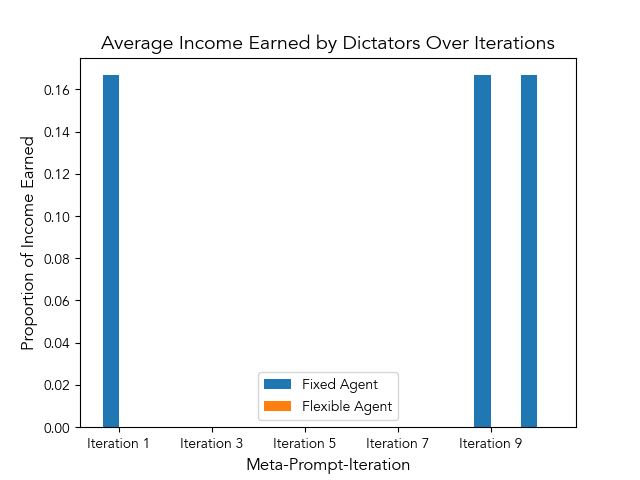 Average Income Earned by Dictators Over Iterations
Proportion of Income Earned
0.16
0.14
0.12
0.10
0.08
0.06
0.04
0.02
0.00
Fixed Agent
Flexible Agent
Iteration 1 Iteration 3 Iteration 5 Iteration 7 Iteration 9
Meta-Prompt-Iteration